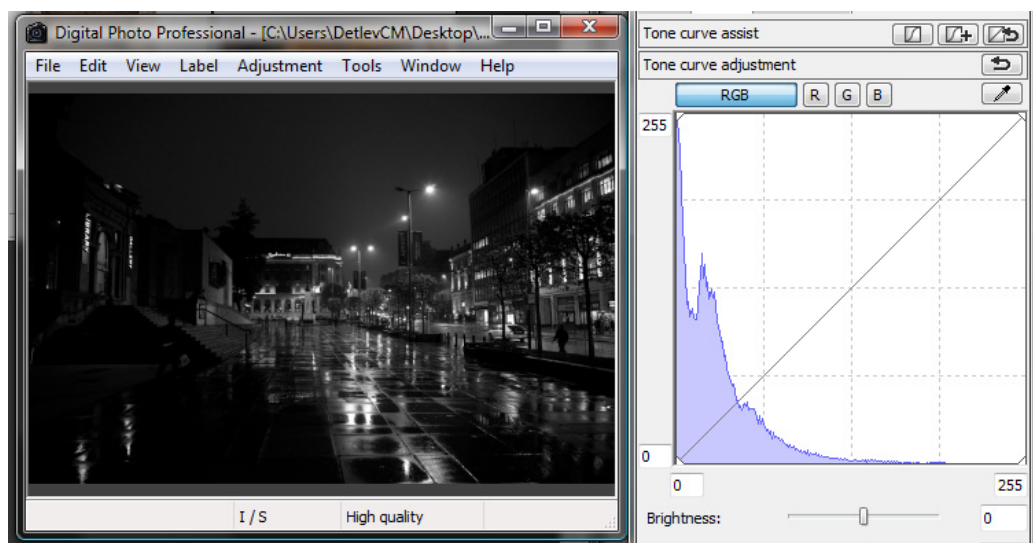 Digital Photo Professional - [C:\Users\DetlevCM\Desktop\...
File Edit View Label Adjustment Tools Window Help
LIBRARY
I / S High quality
Tone curve assist
Tone curve adjustment
RGB R G B
255
0
0 255
Brightness: 0